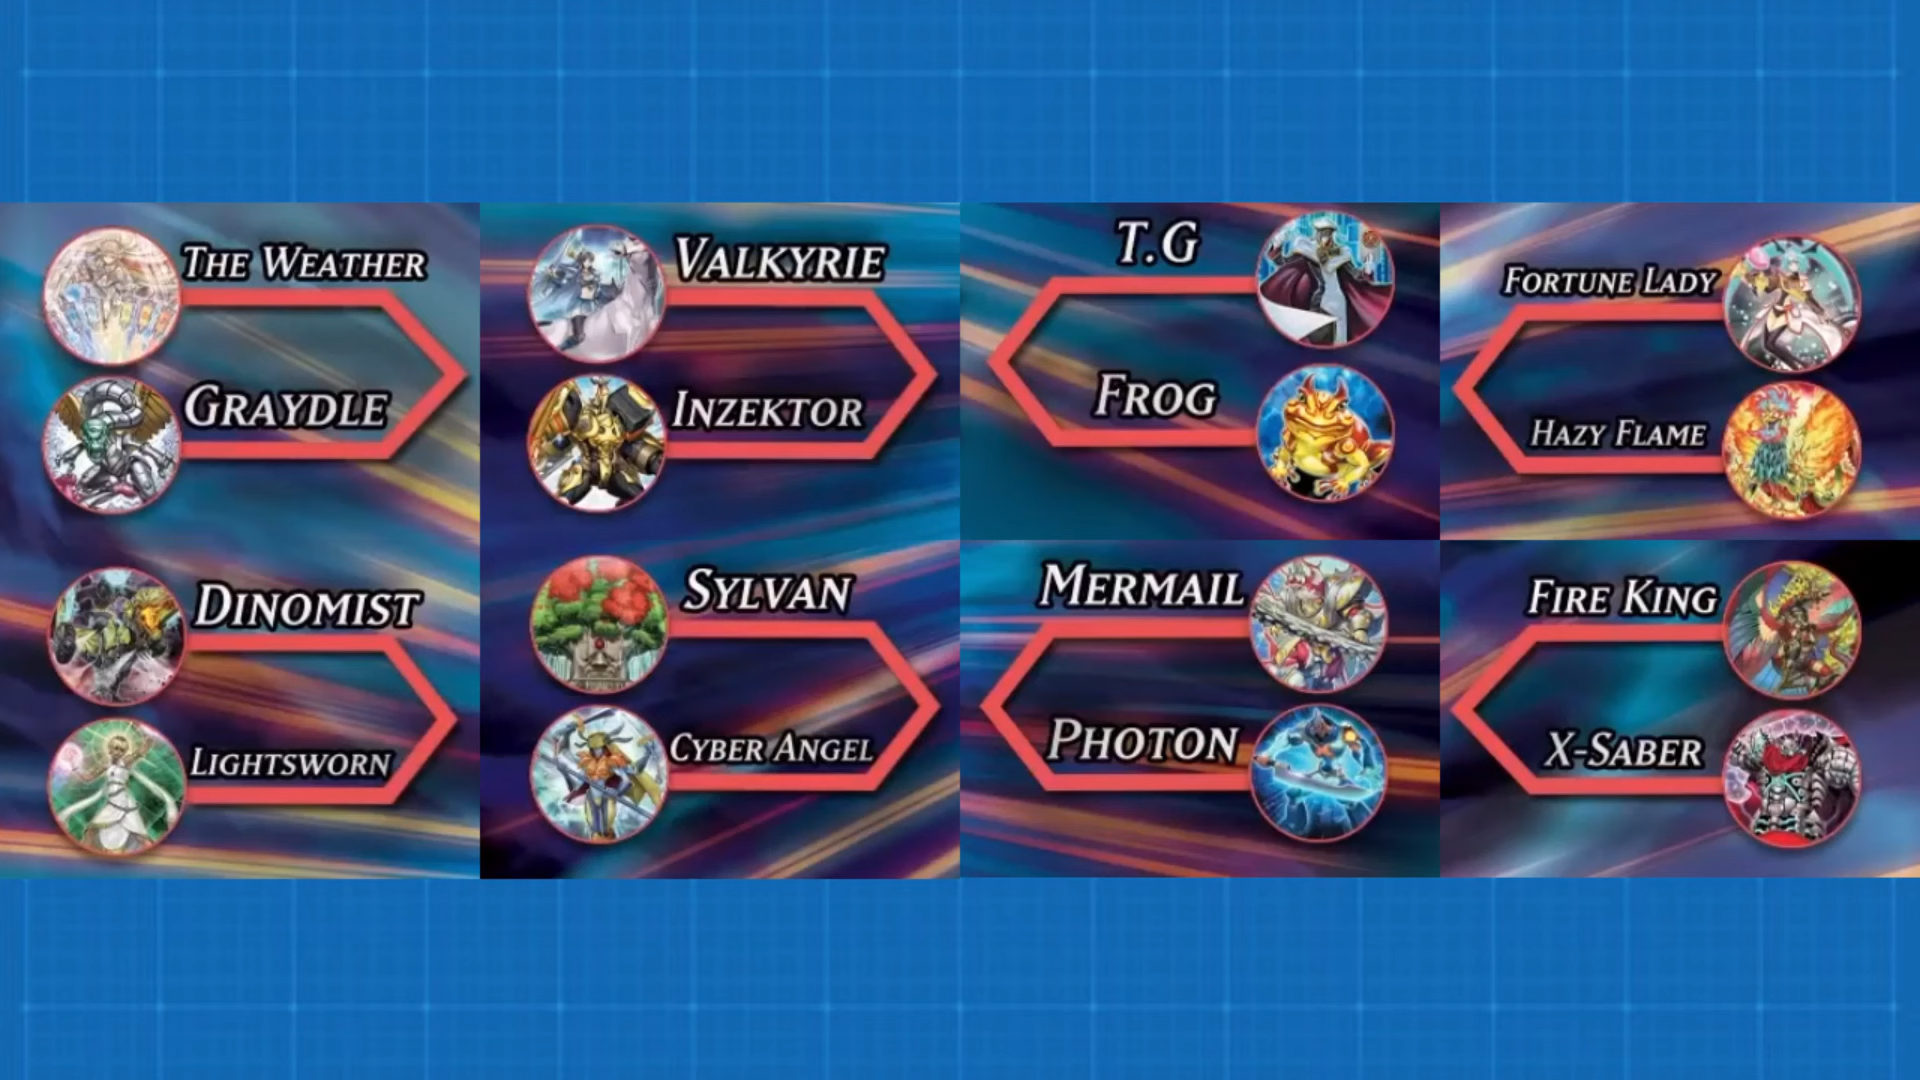 THE WEATHER
GRAYDLE
DINOMIST
LIGHTSWORN
VALKYRIE
INZEKTOR
SYLVAN
CYBER ANGEL
T.G
FROG
MERMAIL
PHOTON
FORTUNE LADY
HAZY FLAME
FIRE KING
X-SABER